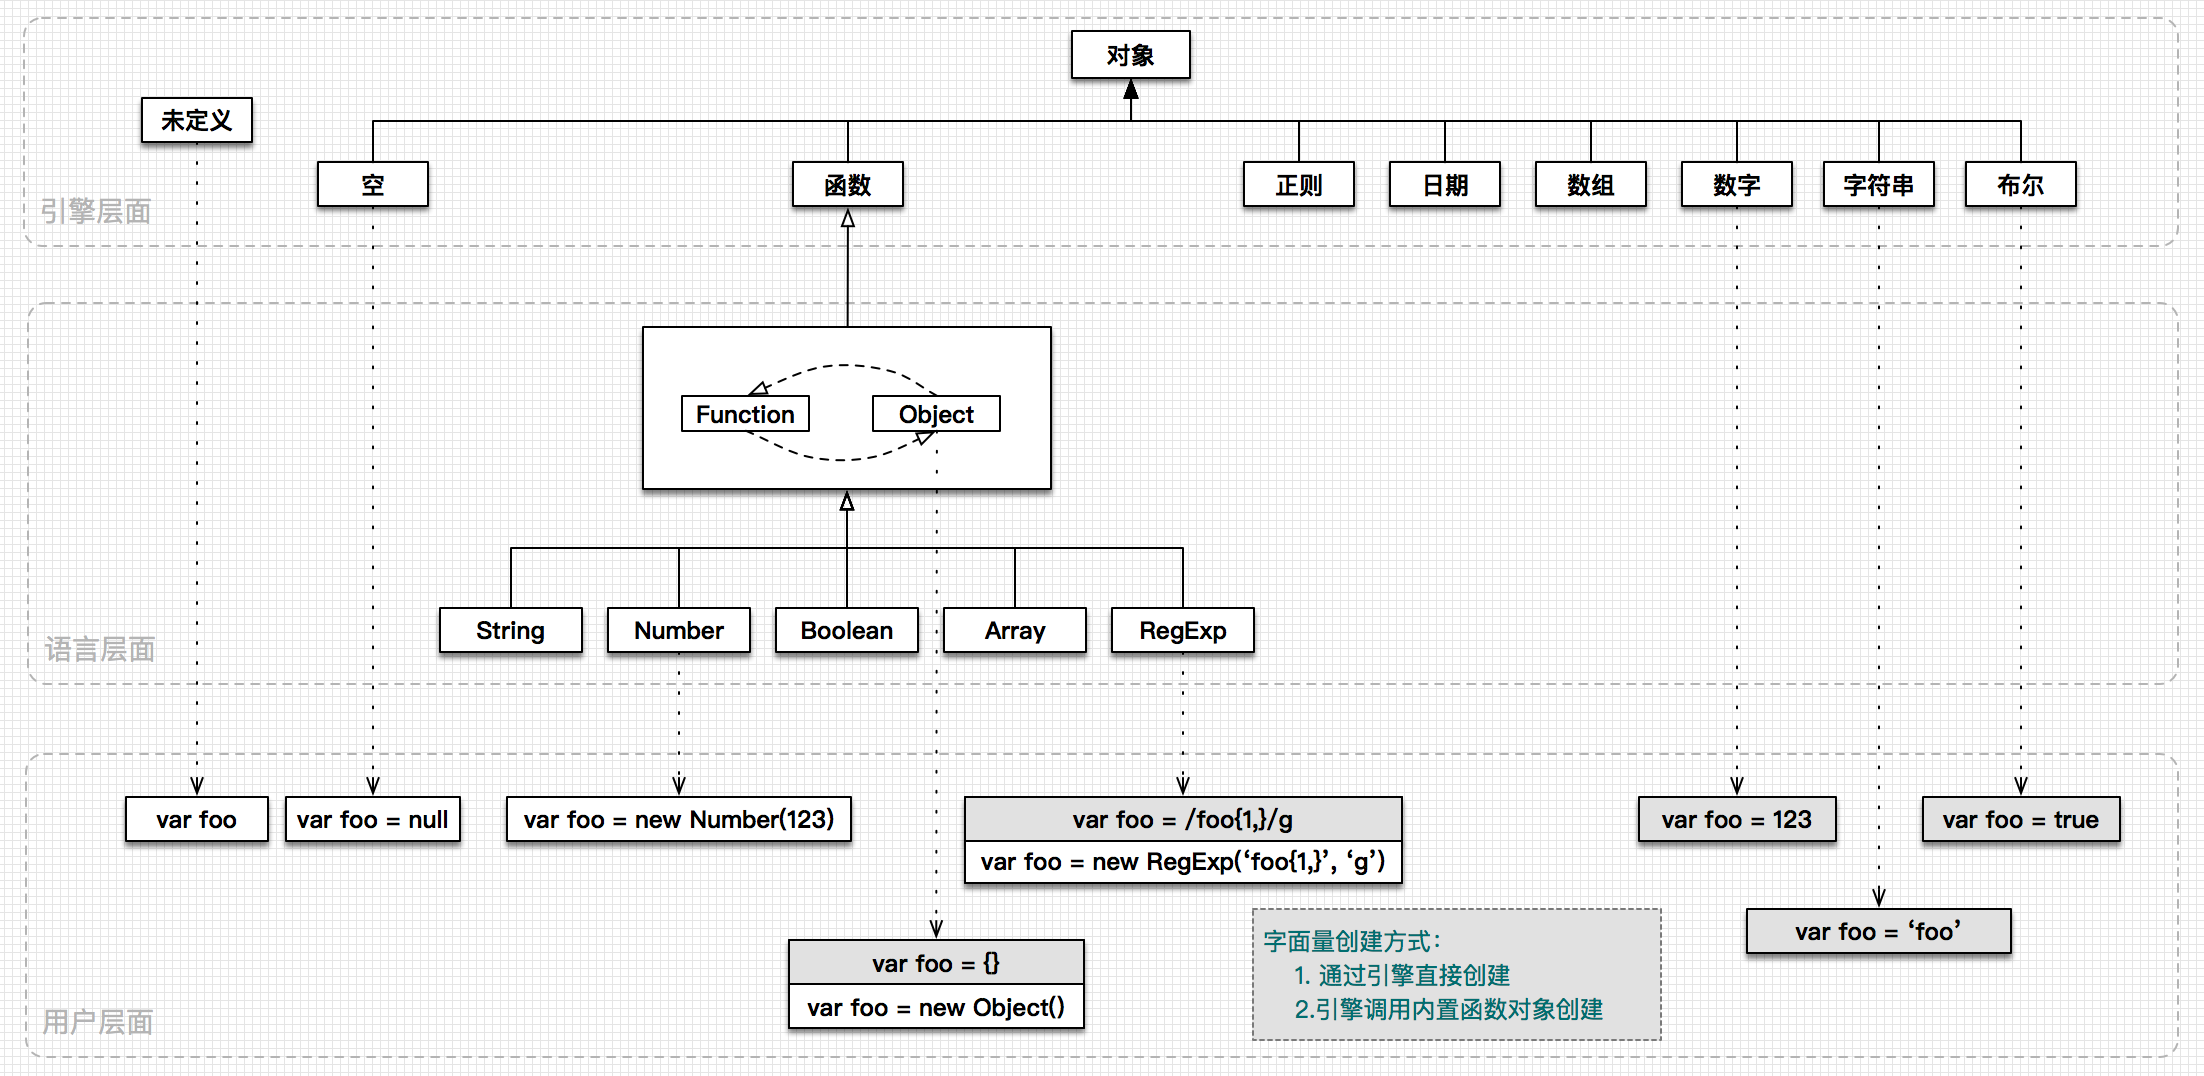 对象
未定义
空
函数
正则
日期
数组
数字
字符串
布尔
引擎层面
Function
Object
String
Number
Boolean
Array
RegExp
语言层面
var foo
var foo = null
var foo = new Number(123)
var foo = /foo{1,}/g
var foo = new RegExp(‘foo{1,}’, ‘g’)
var foo = 123
var foo = true
var foo = ‘foo’
var foo = {}
var foo = new Object()
字面量创建方式：
1. 通过引擎直接创建
2.引擎调用内置函数对象创建
用户层面